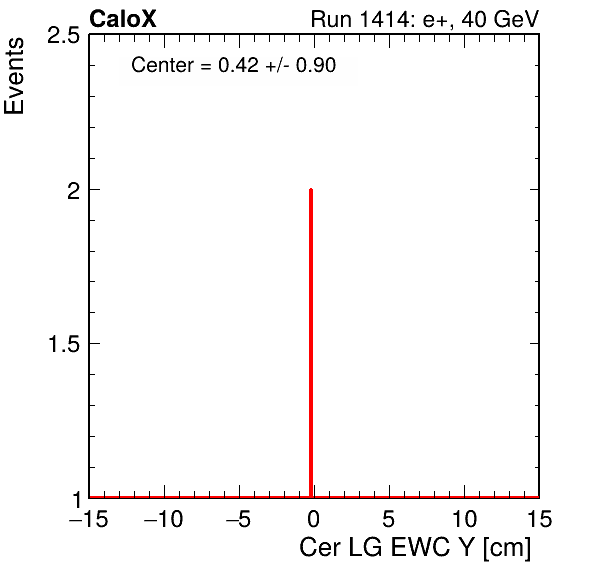 CaloX Run 1414: e+, 40 GeV
Center = 0.42 +/- 0.90
Events
2.5
2
1.5
1
−15 −10 −5 0 5 10 15
Cer LG EWC Y [cm]